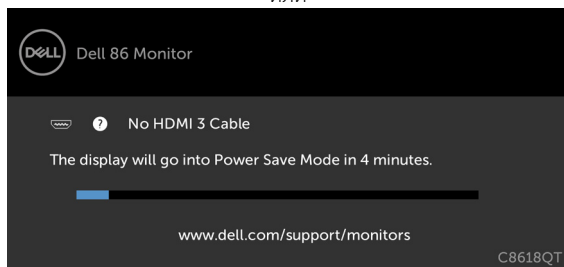 или
DELL Dell 86 Monitor
? No HDMI 3 Cable
The display will go into Power Save Mode in 4 minutes.
www.dell.com/support/monitors
C8618QT